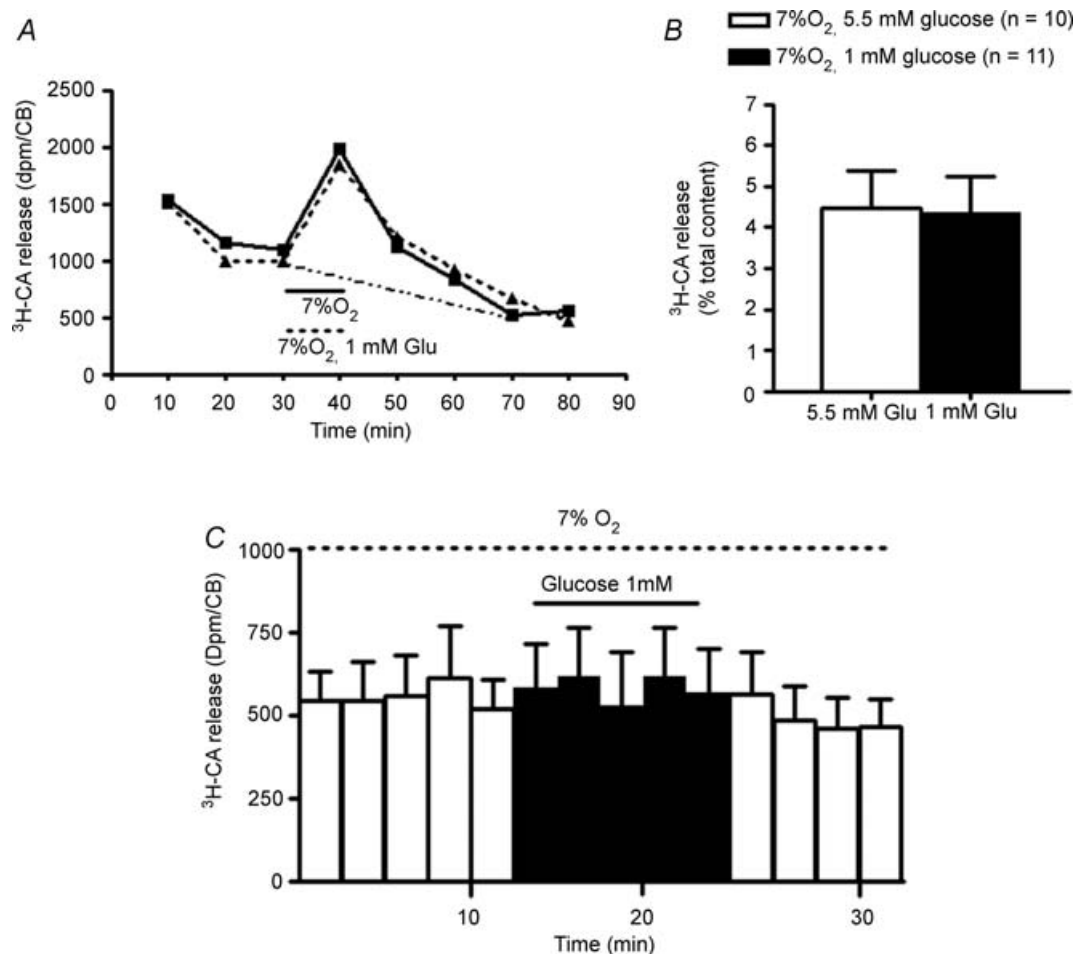 A
2500
2000
1500
1000
500
0
³H-CA release (dpm/CB)
7%O₂
7%O₂, 1 mM Glu
0 10 20 30 40 50 60 70 80 90
Time (min)
B
7%O₂, 5.5 mM glucose (n = 10)
7%O₂, 1 mM glucose (n = 11)
7
6
5
4
3
2
1
0
³H-CA release
(% total content)
5.5 mM Glu 1 mM Glu
C
7% O₂
1000
750
500
250
0
³H-CA release (Dpm/CB)
Glucose 1mM
10 20 30
Time (min)